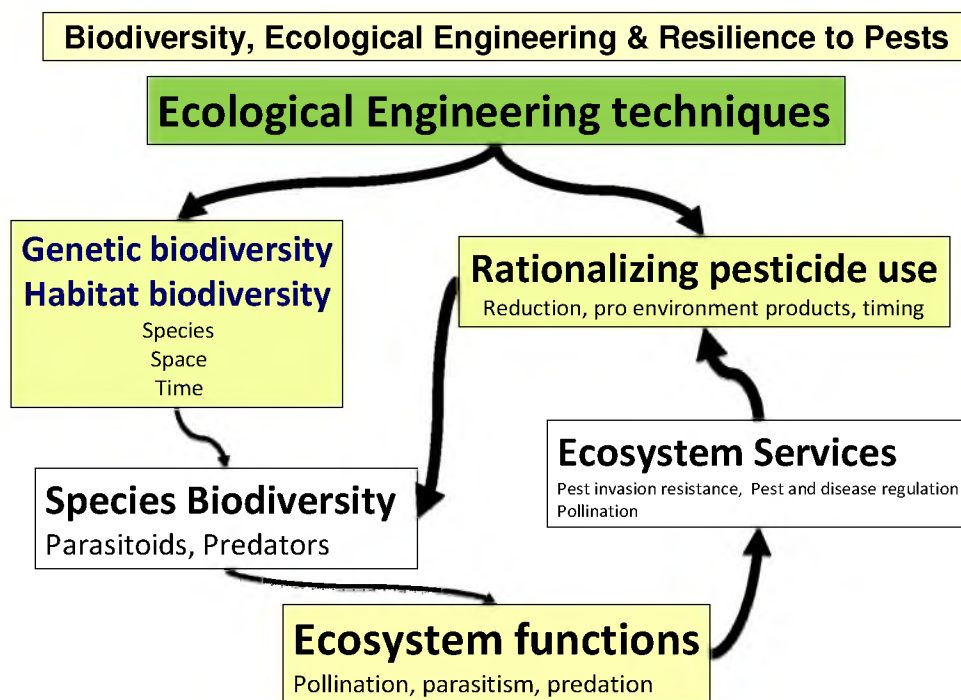 Biodiversity, Ecological Engineering & Resilience to Pests
Ecological Engineering techniques
Genetic biodiversity
Habitat biodiversity
Species
Space
Time
Rationalizing pesticide use
Reduction, pro environment products, timing
Species Biodiversity
Parasitoids, Predators
Ecosystem Services
Pest invasion resistance, Pest and disease regulation
Pollination
Ecosystem functions
Pollination, parasitism, predation